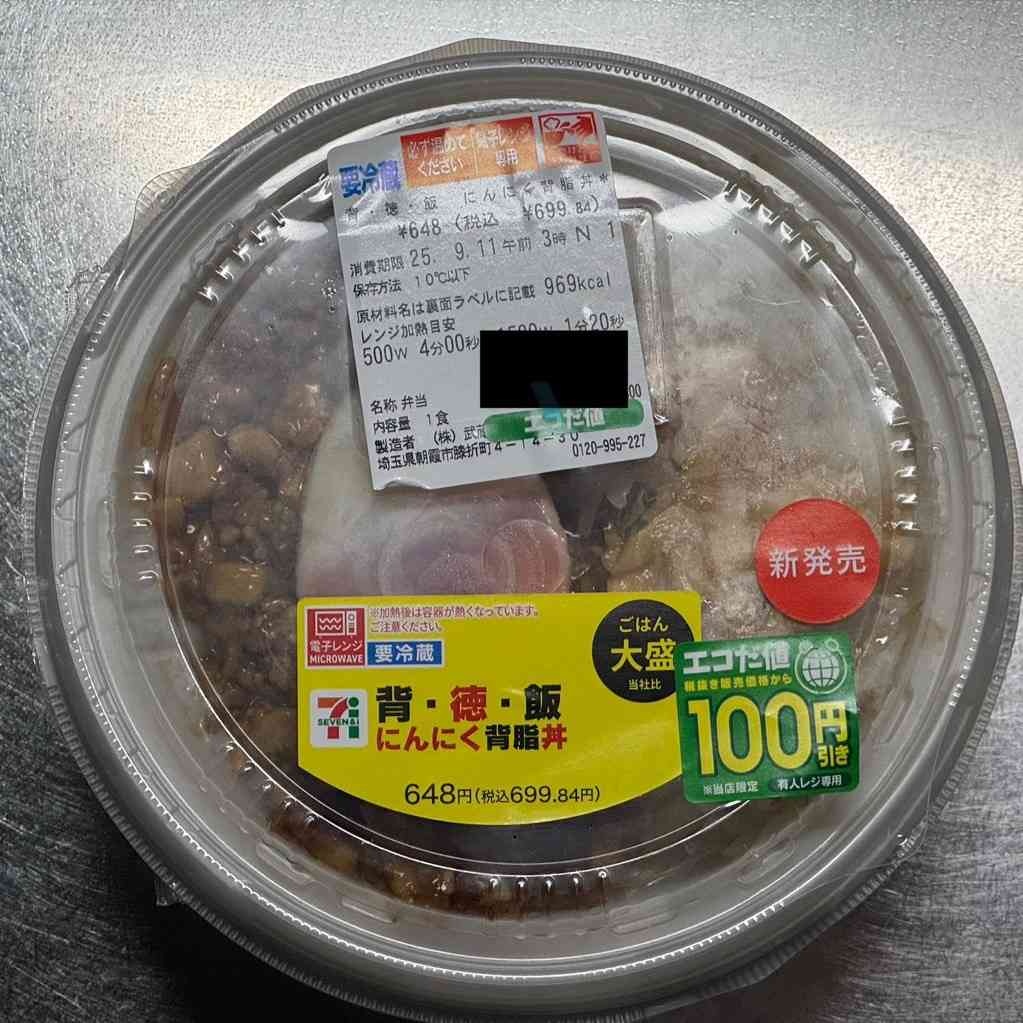 必ず温めて
ください
電子レンジ
専用
要冷蔵
背・徳・飯 にんにく背脂丼*
¥648 (税込 ¥699.84)
消費期限 25. 9.11午前 3時 N 1
保存方法 10℃以下
原材料名は裏面ラベルに記載 969kcal
レンジ加熱目安
500W 4分00秒 1500W 1分20秒
名称 弁当
内容量 1食
製造者 (株) 武蔵
エコだ値
埼玉県朝霞市膝折町4-14-30
0120-995-227
新発売
電子レンジ
MICROWAVE
※加熱後は容器が熱くなっています。
ご注意ください。
要冷蔵
ごはん
大盛
当社比
SEVEN&i
背・徳・飯
にんにく背脂丼
648円(税込699.84円)
エコだ値
税抜き販売価格から
100円
引き
※当店限定 有人レジ専用